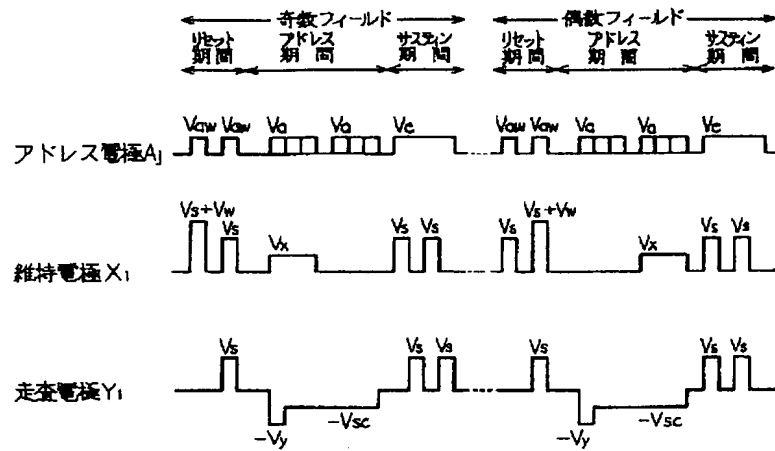 奇数フィールド 偶数フィールド
リセット期間 アドレス期間 サスティン期間 リセット期間 アドレス期間 サスティン期間
Vaw Vaw Va Va Ve Vaw Vaw Va Va Ve
アドレス電極Aj
Vs+Vw Vs Vx Vs Vs Vs Vs+Vw Vx Vs Vs
維持電極X1
Vs Vs Vs Vs Vs Vs
走査電極Y1
-Vy -Vsc -Vy -Vsc